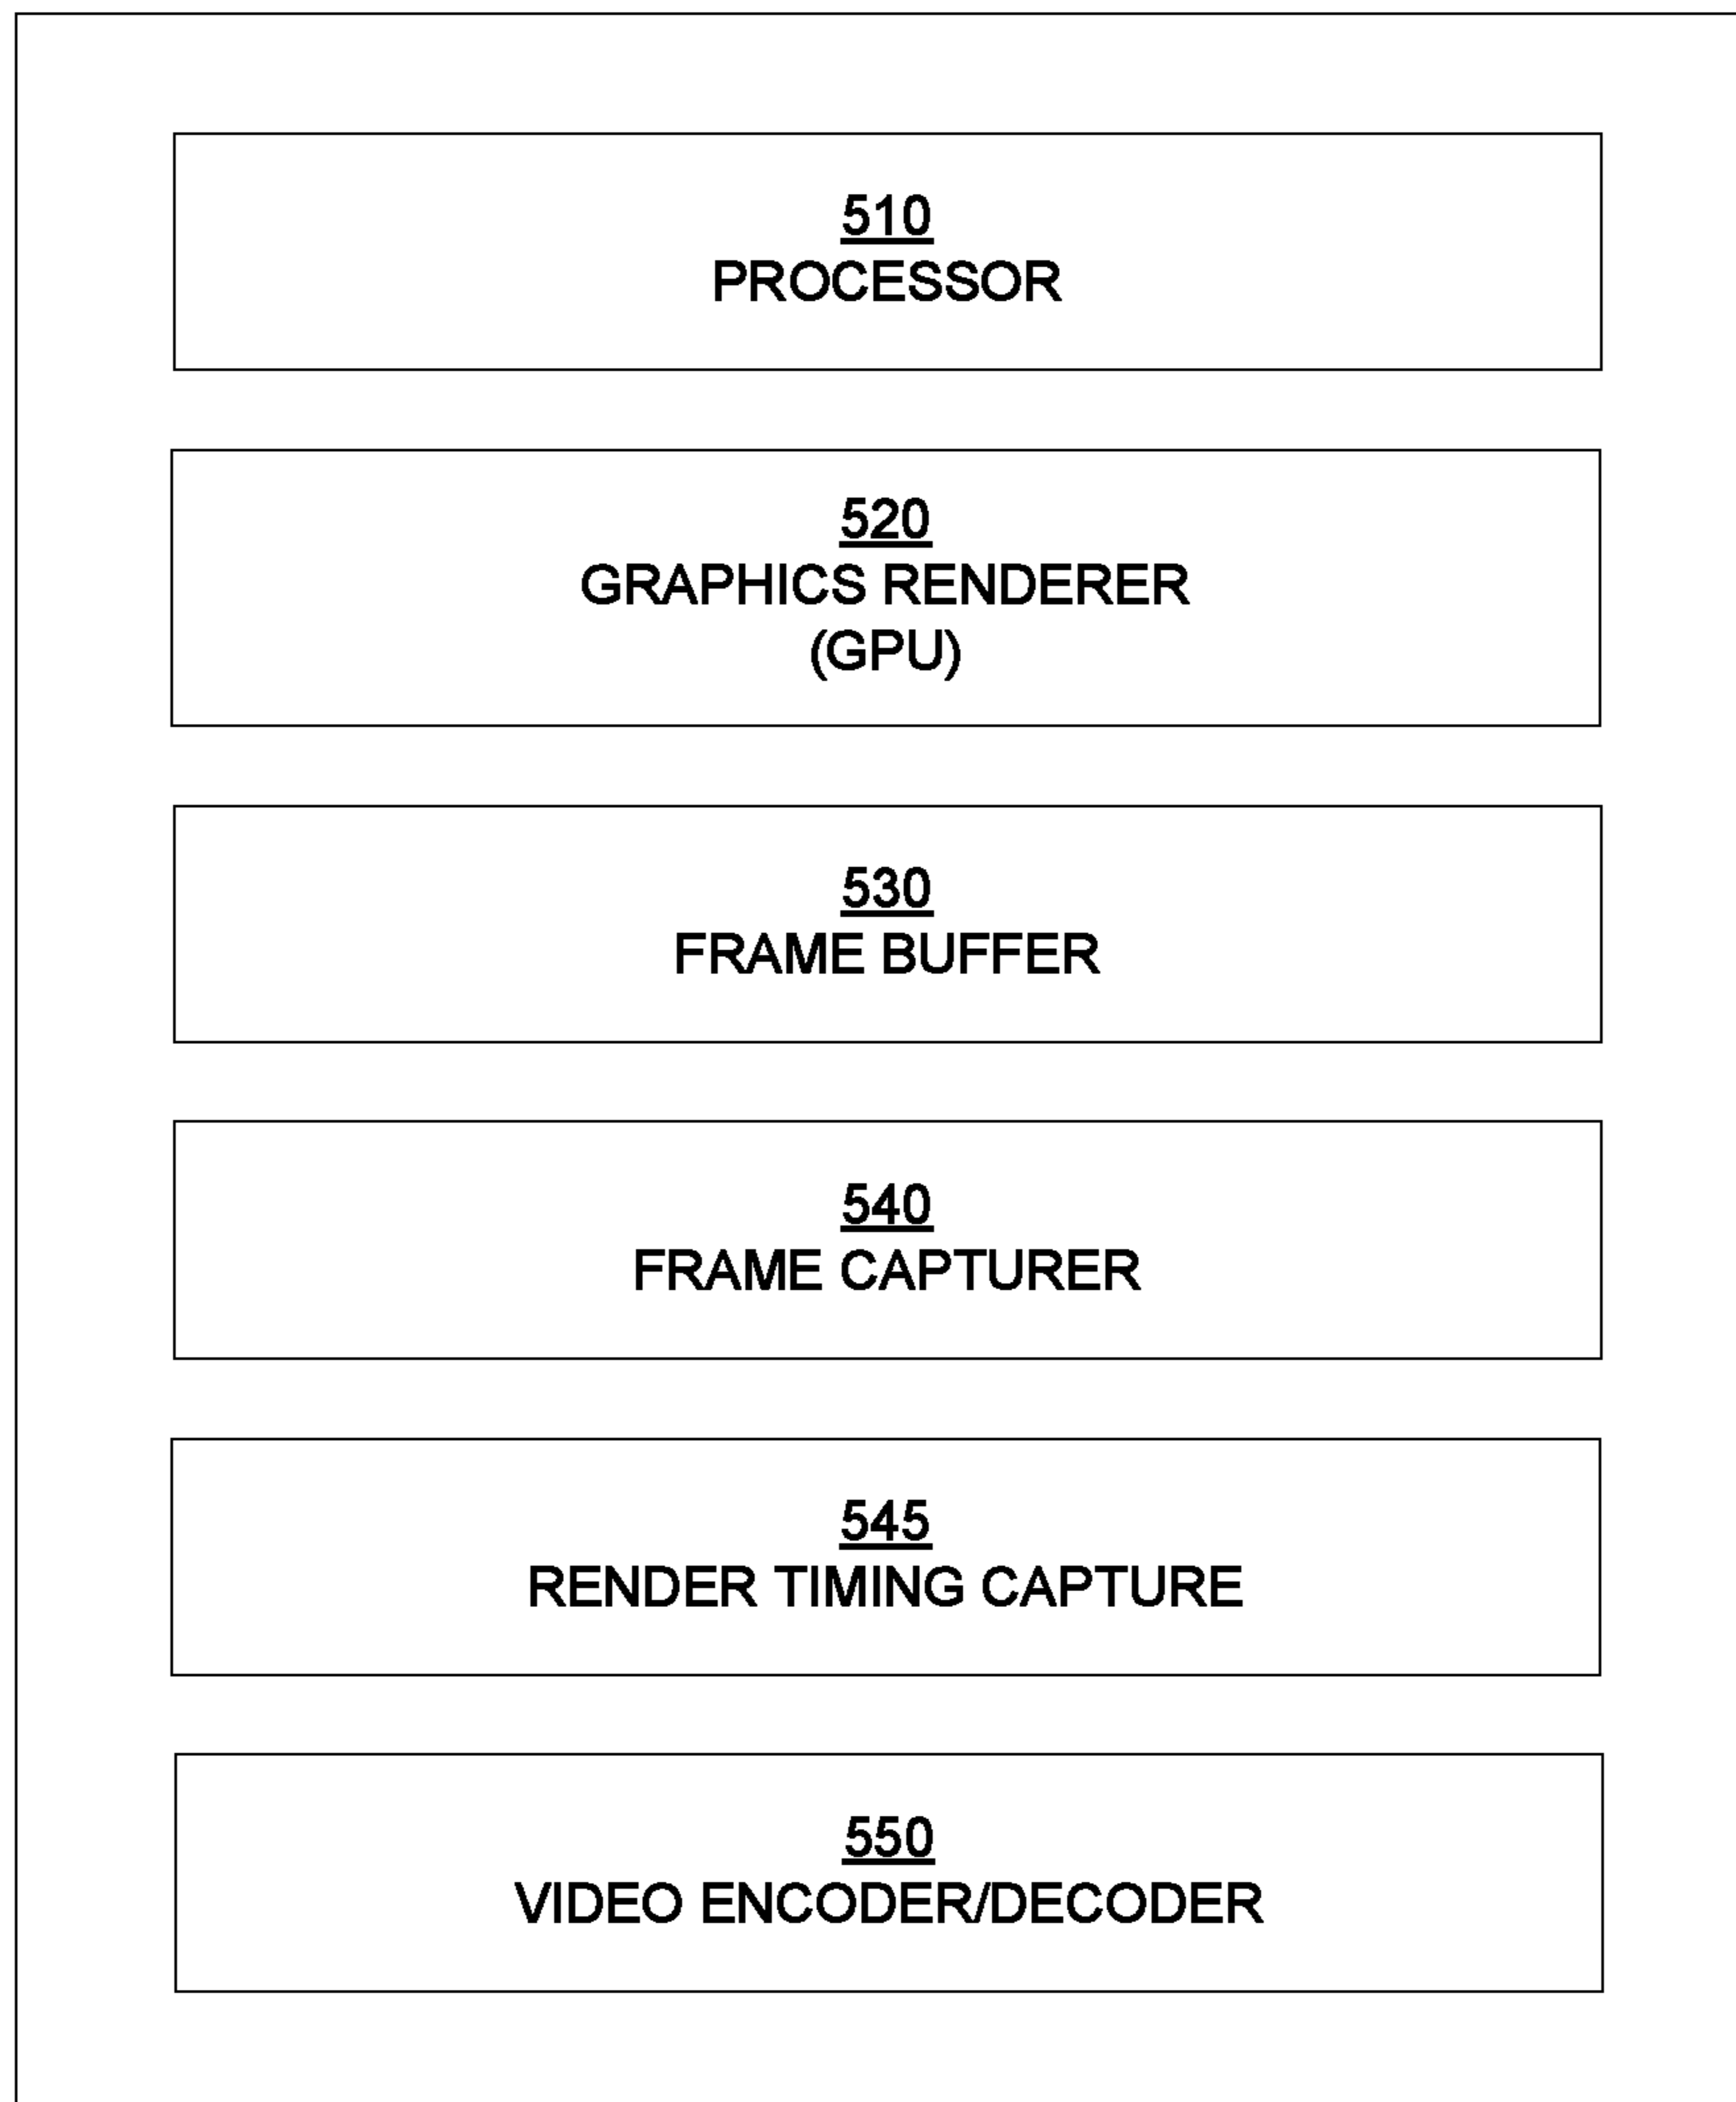 510
PROCESSOR
520
GRAPHICS RENDERER
(GPU)
530
FRAME BUFFER
540
FRAME CAPTURER
545
RENDER TIMING CAPTURE
550
VIDEO ENCODER/DECODER